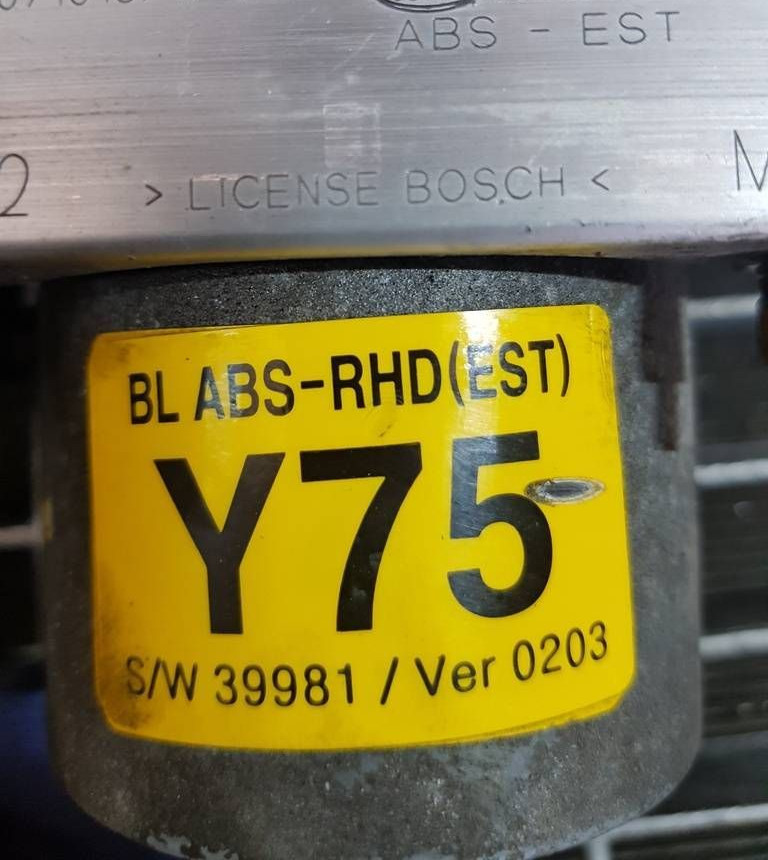 ABS - EST
2 > LICENSE BOSCH < M
BL ABS-RHD(EST)
Y75
S/W 39981 / Ver 0203